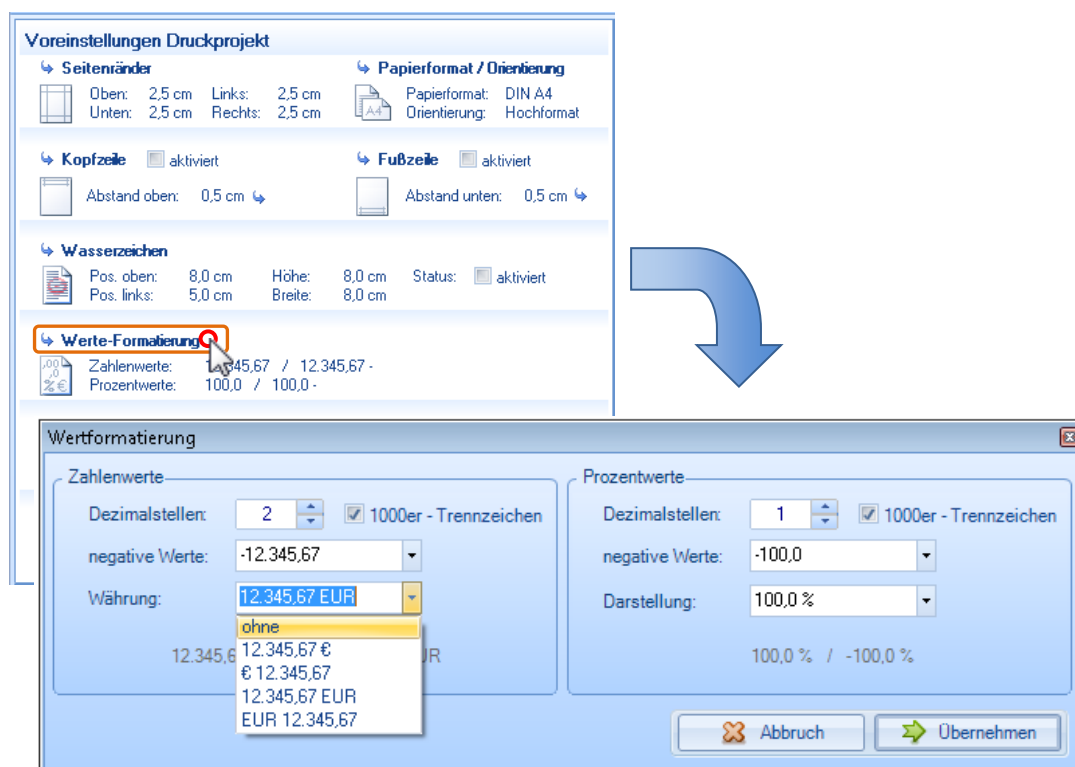 Voreinstellungen Druckprojekt
Seitenränder
Oben: 2,5 cm Links: 2,5 cm
Unten: 2,5 cm Rechts: 2,5 cm
Papierformat / Orientierung
A4
Papierformat: DIN A4
Orientierung: Hochformat
Kopfzeile aktiviert
Abstand oben: 0,5 cm
Fußzeile aktiviert
Abstand unten: 0,5 cm
Wasserzeichen
Pos. oben: 8,0 cm Höhe: 8,0 cm Status: aktiviert
Pos. links: 5,0 cm Breite: 8,0 cm
Werte-Formatierung
,00
,0
% €
Zahlenwerte: / 12.345,67 -
Prozentwerte: 100,0 / 100,0 -
Wertformatierung
Zahlenwerte
Dezimalstellen: 2 1000er - Trennzeichen
negative Werte: -12.345,67
Währung: 12.345,67 EUR
ohne
12.345,67 €
€ 12.345,67
12.345,67 EUR
EUR 12.345,67
Prozentwerte
Dezimalstellen: 1 1000er - Trennzeichen
negative Werte: -100,0
Darstellung: 100,0 %
100,0 % / -100,0 %
Abbruch Übernehmen